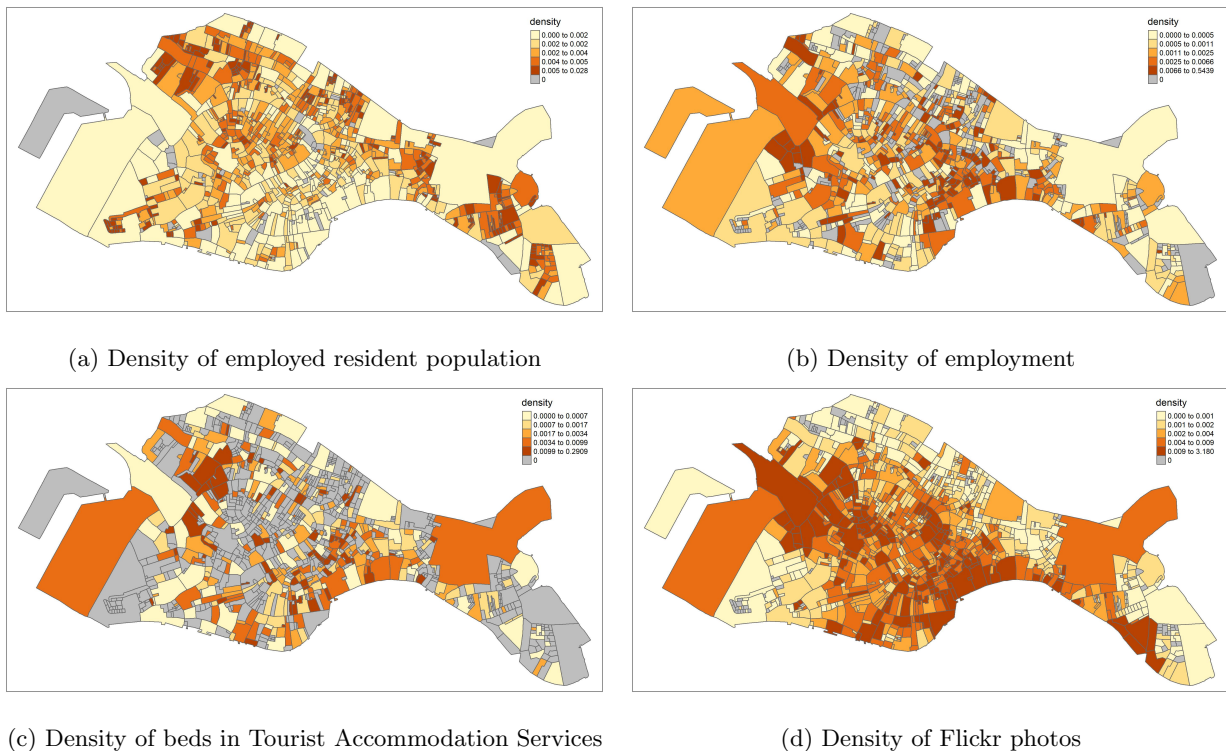 density
0.000 to 0.002
0.002 to 0.002
0.002 to 0.004
0.004 to 0.005
0.005 to 0.028
0
density
0.0000 to 0.0005
0.0005 to 0.0011
0.0011 to 0.0025
0.0025 to 0.0066
0.0066 to 0.5439
0
(a) Density of employed resident population
(b) Density of employment
density
0.0000 to 0.0007
0.0007 to 0.0017
0.0017 to 0.0034
0.0034 to 0.0099
0.0099 to 0.2909
0
density
0.000 to 0.001
0.001 to 0.002
0.002 to 0.004
0.004 to 0.009
0.009 to 3.180
0
(c) Density of beds in Tourist Accommodation Services
(d) Density of Flickr photos